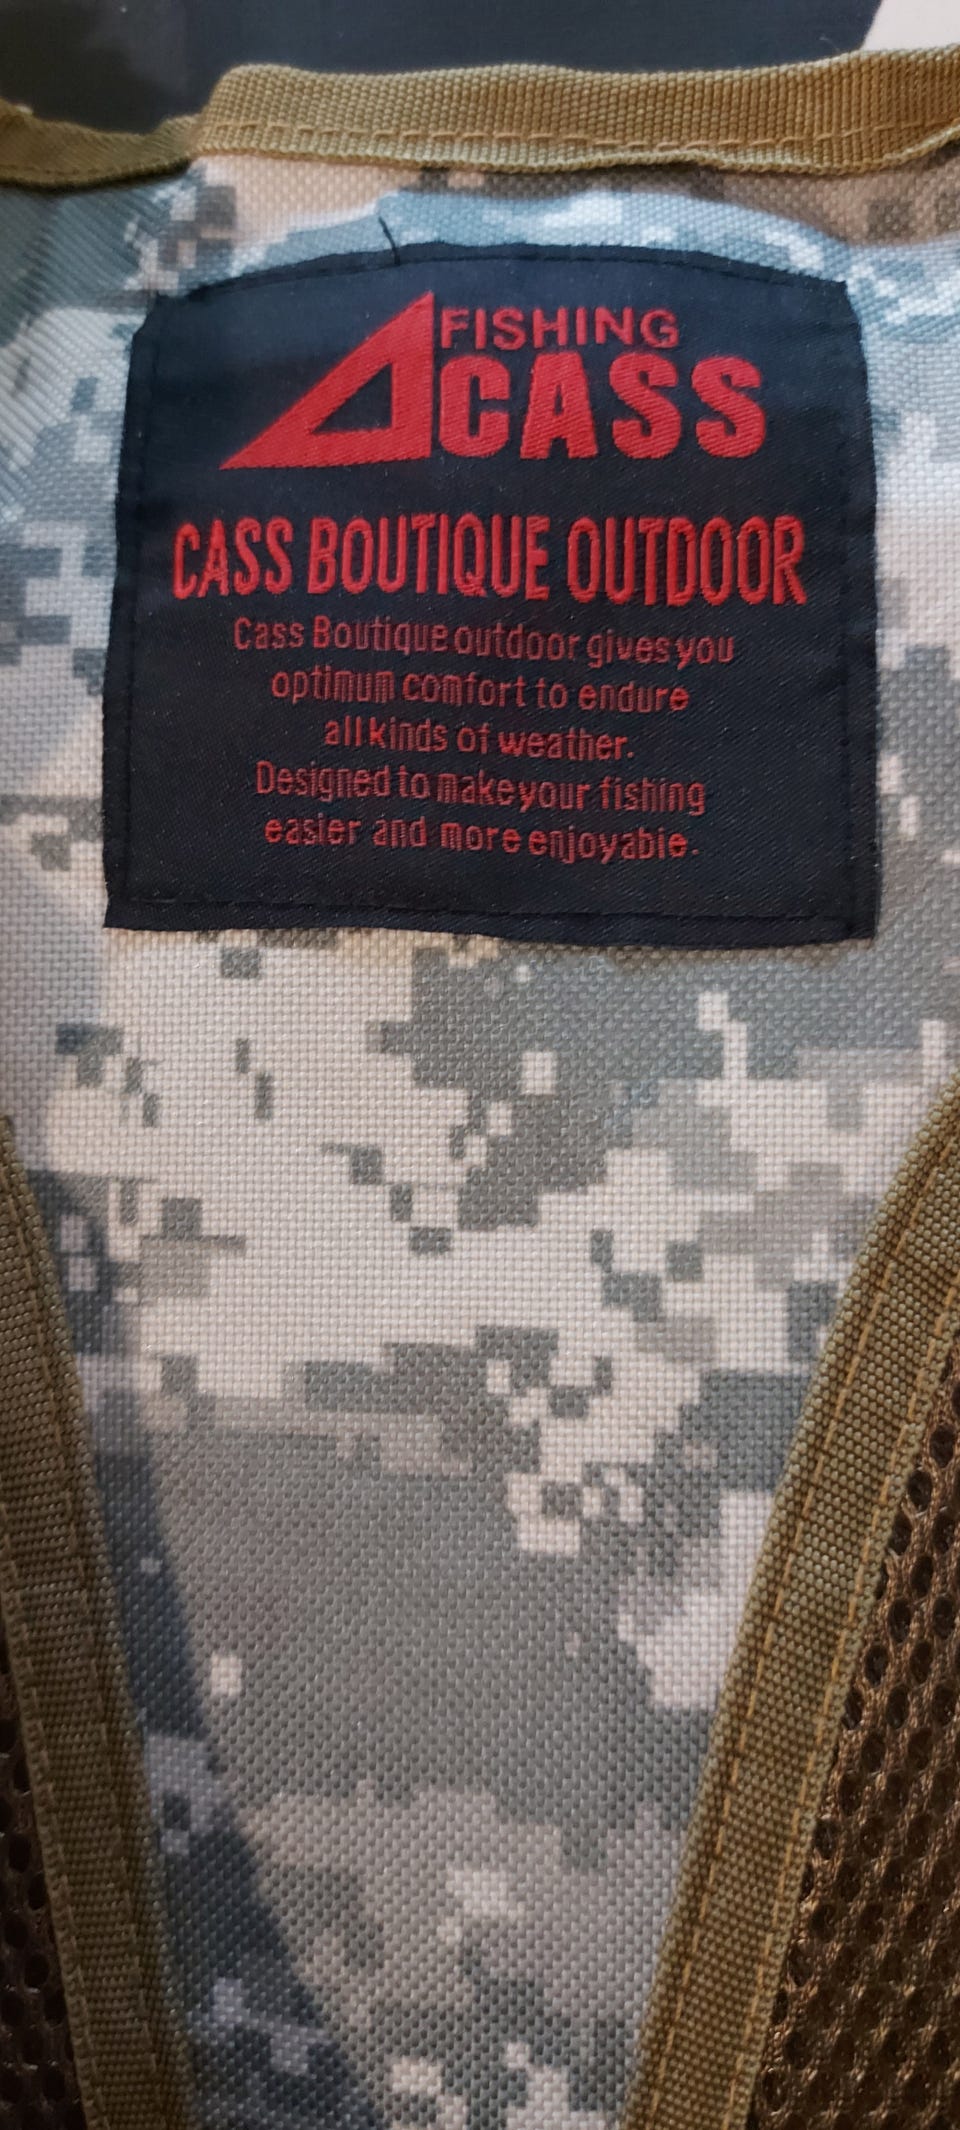 FISHING
CASS
CASS BOUTIQUE OUTDOOR
Cass Boutique outdoor gives you
optimum comfort to endure
all kinds of weather.
Designed to make your fishing
easier and more enjoyable.